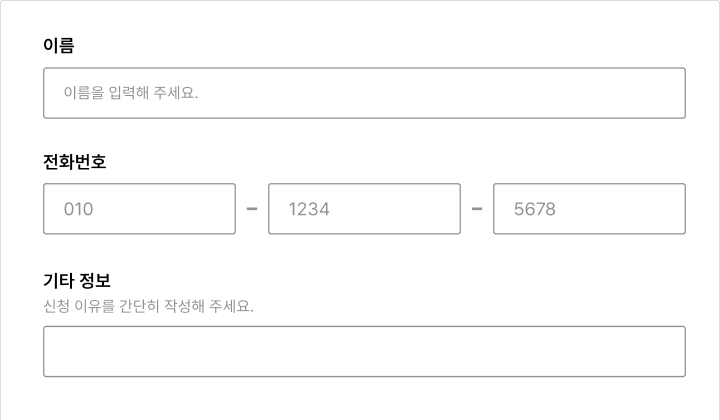 이름
이름을 입력해 주세요.
전화번호
010 - 1234 - 5678
기타 정보
신청 이유를 간단히 작성해 주세요.